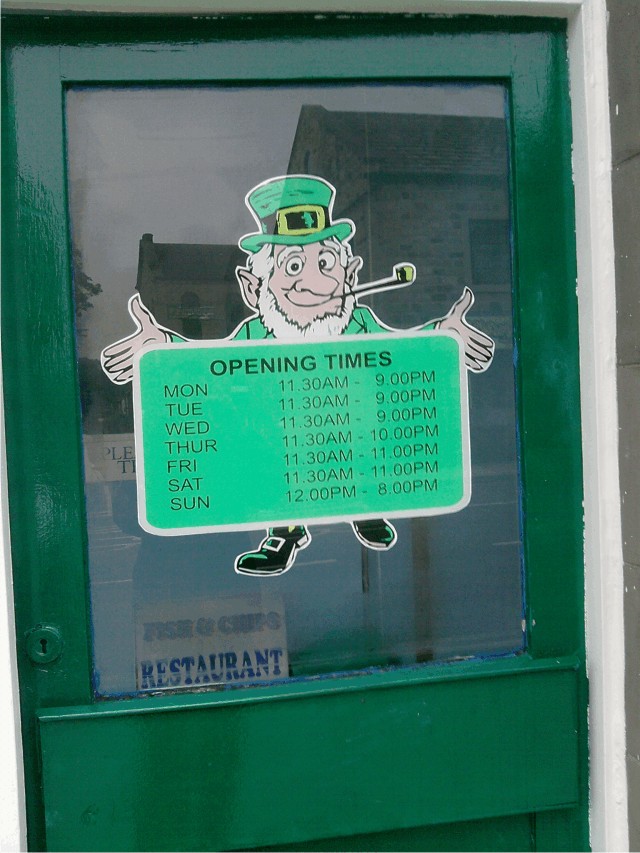 OPENING TIMES
MON 11.30AM - 9.00PM
TUE 11.30AM - 9.00PM
WED 11.30AM - 9.00PM
THUR 11.30AM - 10.00PM
FRI 11.30AM - 11.00PM
SAT 11.30AM - 11.00PM
SUN 12.00PM - 8.00PM
FISH & CHIPS
RESTAURANT